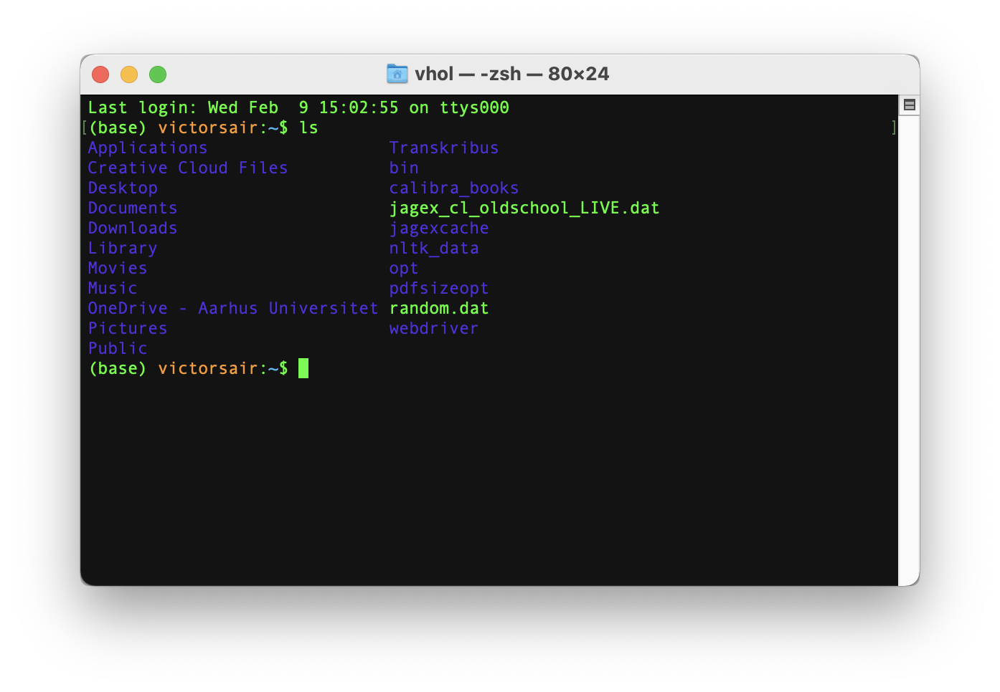 vhol — -zsh — 80×24
Last login: Wed Feb  9 15:02:55 on ttys000
[(base) victorsair:~$ ls ]
Applications                  Transkribus
Creative Cloud Files          bin
Desktop                       calibra_books
Documents                     jagex_cl_oldschool_LIVE.dat
Downloads                     jagexcache
Library                       nltk_data
Movies                        opt
Music                         pdfsizeopt
OneDrive - Aarhus Universitet random.dat
Pictures                      webdriver
Public
(base) victorsair:~$